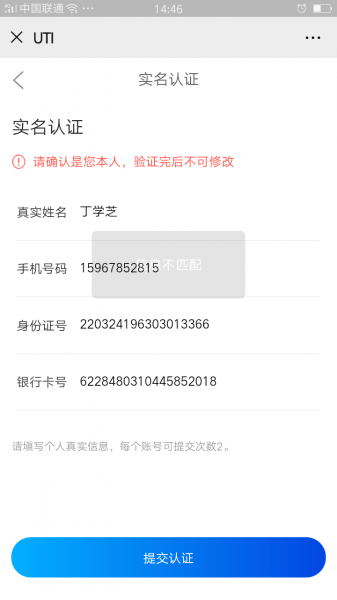 中国联通
14:46
UTI
实名认证
实名认证
请确认是您本人，验证完后不可修改
真实姓名 丁学芝
手机号码 15967852815
不匹配
身份证号 220324196303013366
银行卡号 6228480310445852018
请填写个人真实信息，每个账号可提交次数2。
提交认证